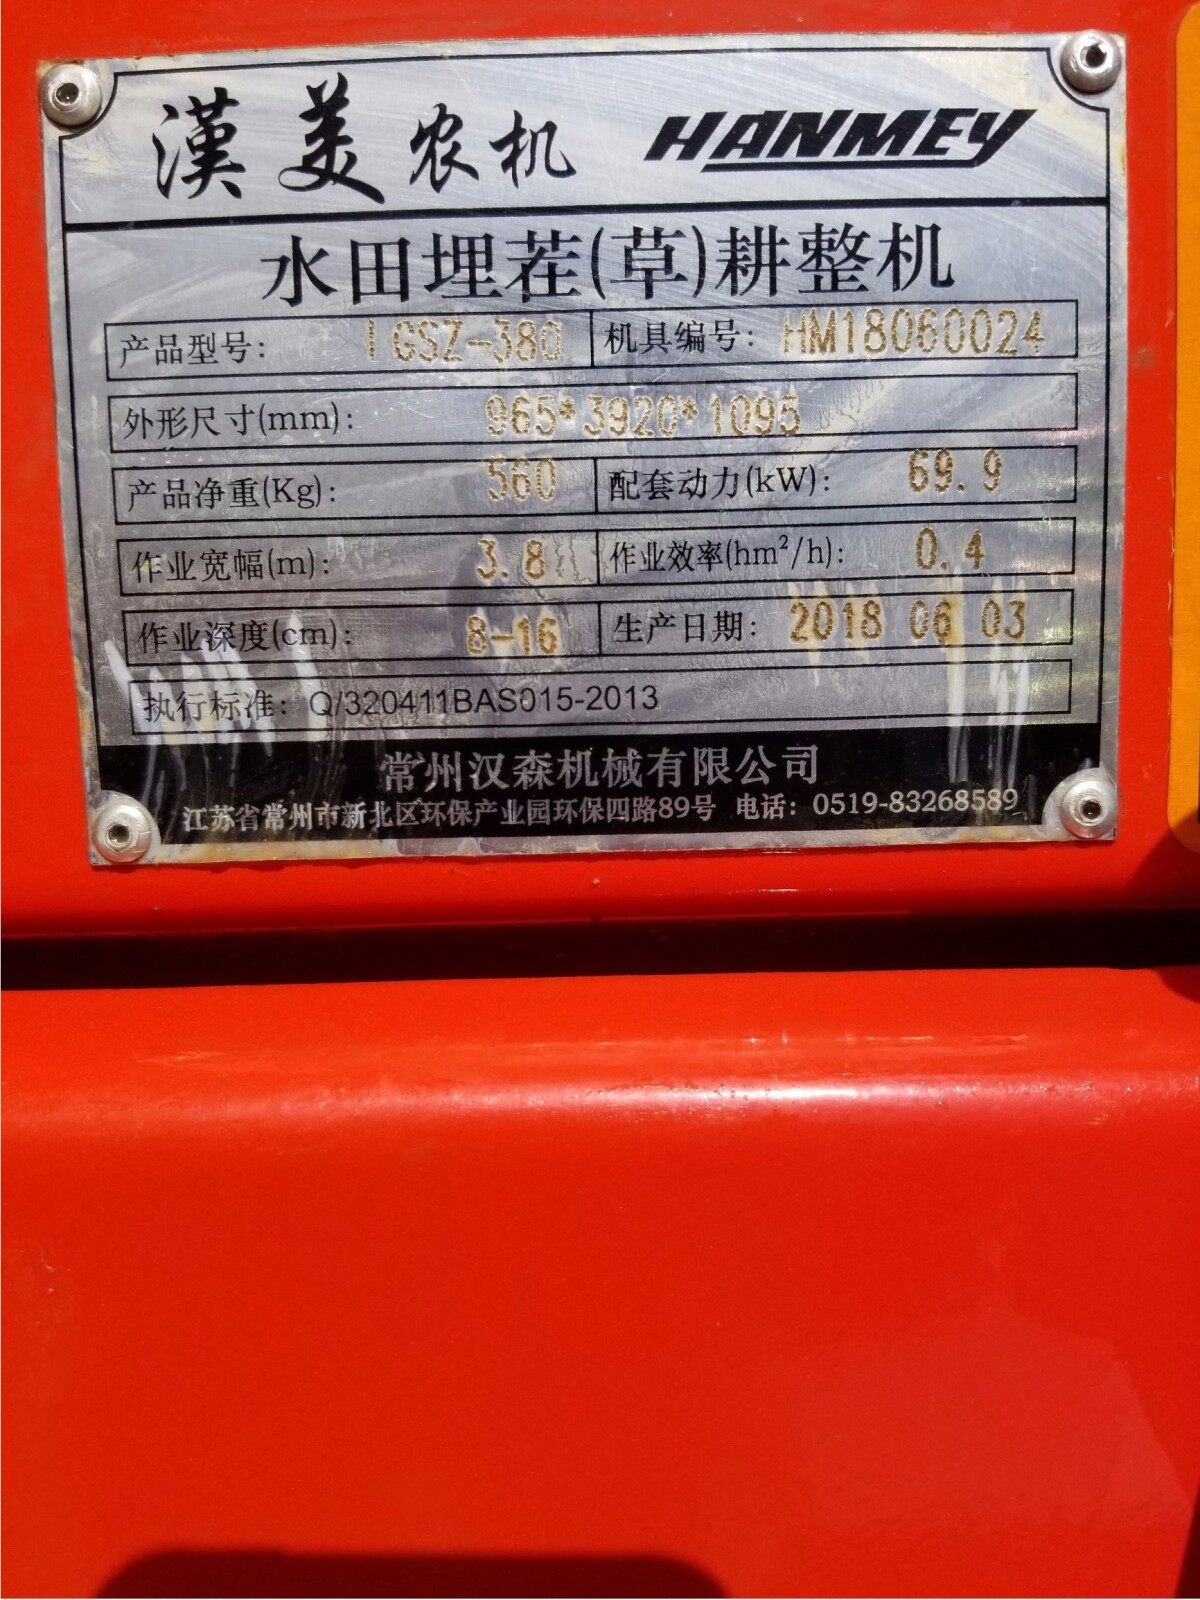 漢美农机 HANMEY
水田埋茬(草)耕整机
产品型号: 1GSZ-380 机具编号: HM18060024
外形尺寸(mm): 965*3920*1095
产品净重(Kg): 560 配套动力(kW): 69.9
作业宽幅(m): 3.8 作业效率(hm²/h): 0.4
作业深度(cm): 8-16 生产日期: 2018 06 03
执行标准: Q/320411BAS015-2013
常州汉森机械有限公司
江苏省常州市新北区环保产业园环保四路89号 电话: 0519-83268589